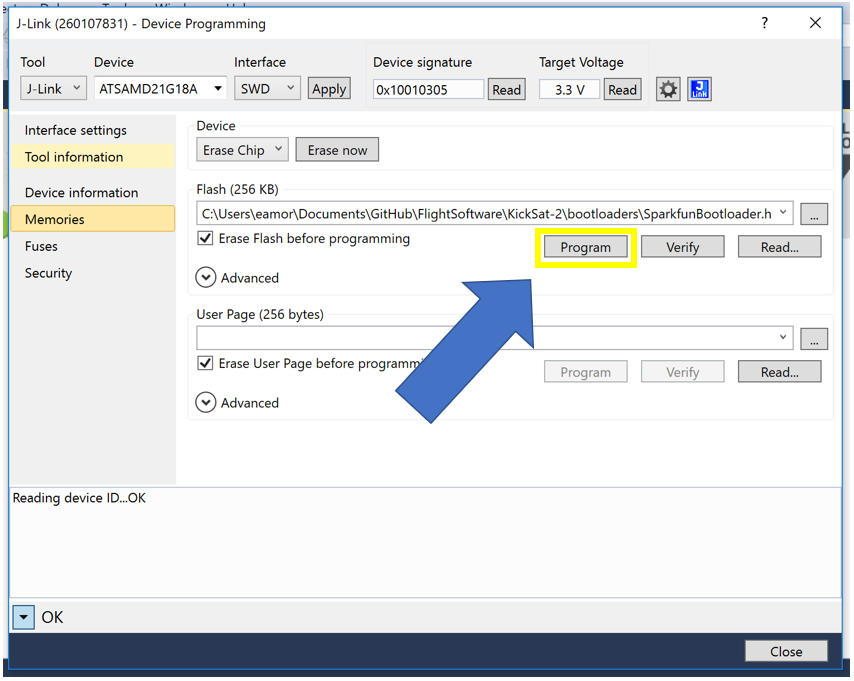 J-Link (260107831) - Device Programming
?
Tool Device Interface Device signature Target Voltage
J-Link ATSAMD21G18A SWD Apply 0x10010305 Read 3.3 V Read
J
Link
Interface settings
Tool information
Device information
Memories
Fuses
Security
Device
Erase Chip Erase now
Flash (256 KB)
C:\Users\eamor\Documents\GitHub\FlightSoftware\KickSat-2\bootloaders\SparkfunBootloader.h ...
Erase Flash before programming
Program Verify Read...
Advanced
User Page (256 bytes)
...
Erase User Page before programmi
Program Verify Read...
Advanced
Reading device ID...OK
OK
Close